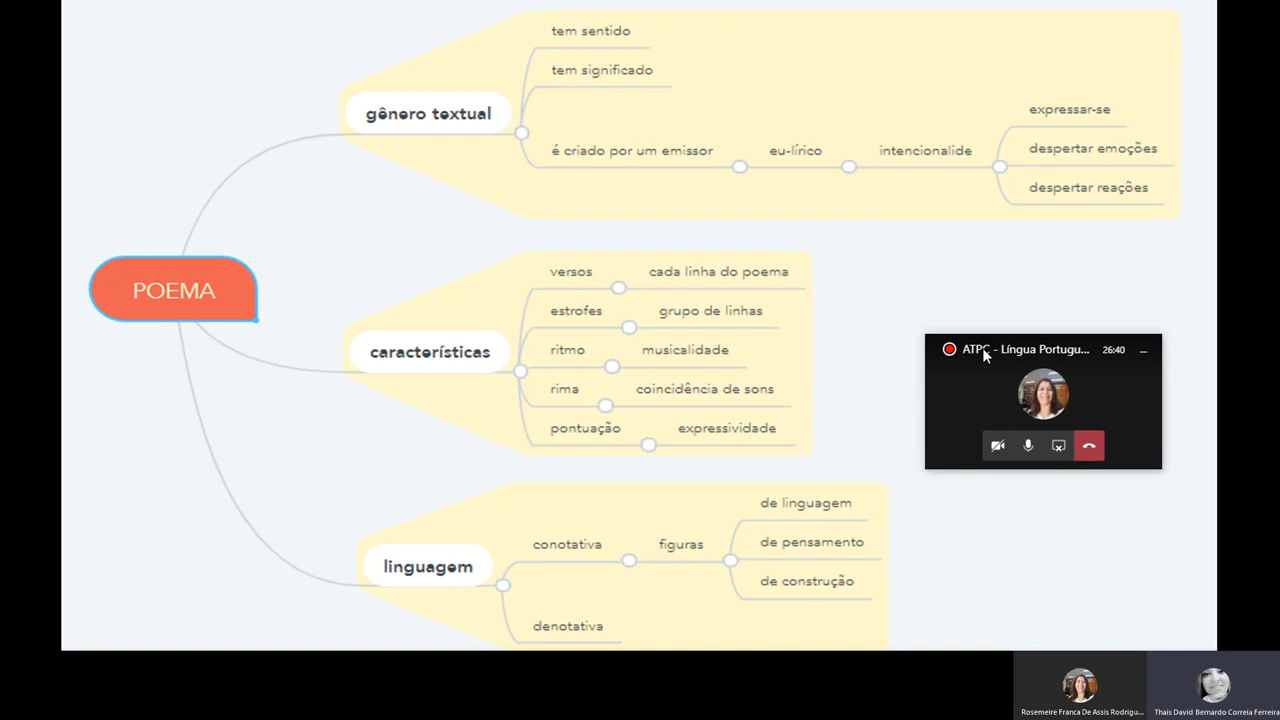 tem sentido
tem significado
gênero textual
é criado por um emissor
eu-lírico
intencionalide
expressar-se
despertar emoções
despertar reações
POEMA
características
versos
cada linha do poema
estrofes
grupo de linhas
ritmo
musicalidade
rima
coincidência de sons
pontuação
expressividade
linguagem
conotativa
figuras
de linguagem
de pensamento
de construção
denotativa
ATPC - Língua Portugu... 26:40
Rosemeire Franca De Assis Rodrigu...
Thais David Bernardo Correia Ferreira